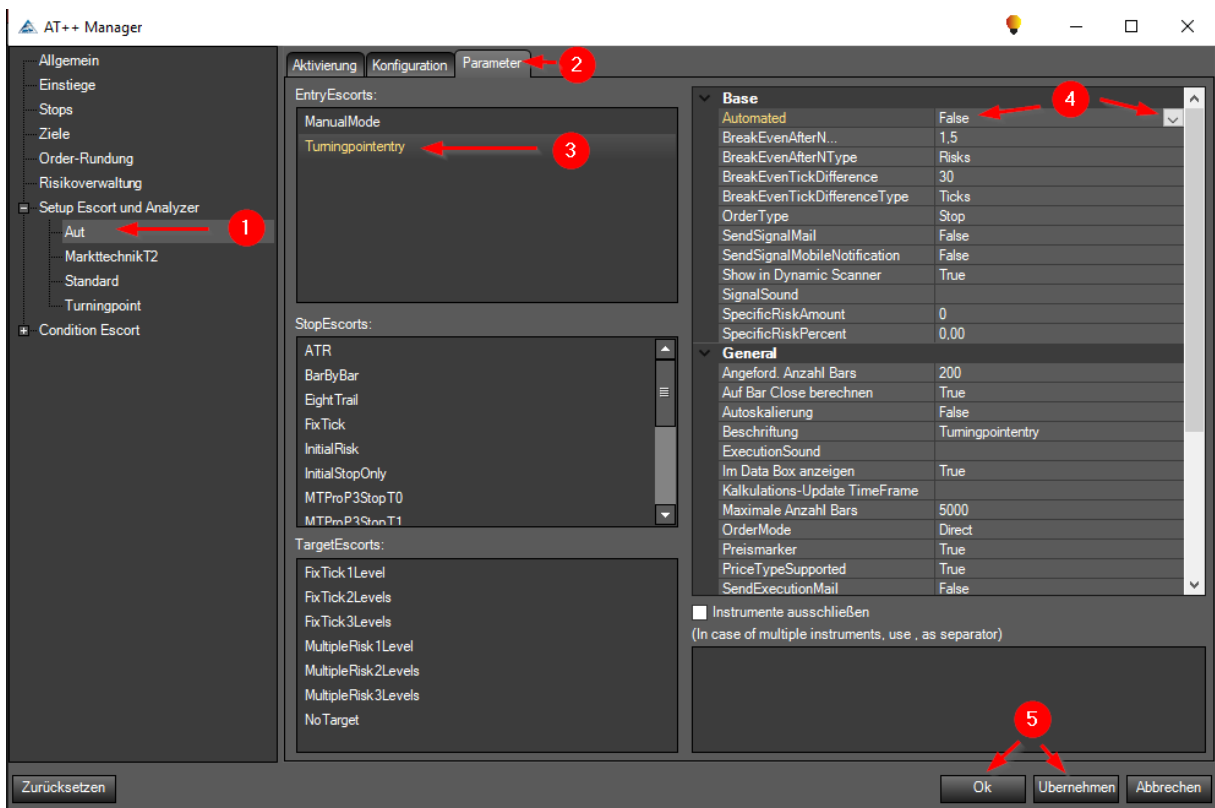 AT++ Manager
Allgemein
Einstiege
Stops
Ziele
Order-Rundung
Risikoverwaltung
Setup Escort und Analyzer
Aut
1
MarkttechnikT2
Standard
Turningpoint
Condition Escort
Aktivierung Konfiguration Parameter
2
EntryEscorts:
ManualMode
Turningpointentry
3
StopEscorts:
ATR
BarByBar
EightTrail
FixTick
InitialRisk
InitialStopOnly
MTProP3StopT0
MTProP3StopT1
TargetEscorts:
FixTick1Level
FixTick2Levels
FixTick3Levels
MultipleRisk1Level
MultipleRisk2Levels
MultipleRisk3Levels
NoTarget
Base
4
Automated False
BreakEvenAfterN... 1,5
BreakEvenAfterNType Risks
BreakEvenTickDifference 30
BreakEvenTickDifferenceType Ticks
OrderType Stop
SendSignalMail False
SendSignalMobileNotification False
Show in Dynamic Scanner True
SignalSound
SpecificRiskAmount 0
SpecificRiskPercent 0,00
General
Angeford. Anzahl Bars 200
Auf Bar Close berechnen True
Autoskalierung False
Beschriftung Turningpointentry
ExecutionSound
Im Data Box anzeigen True
Kalkulations-Update TimeFrame
Maximale Anzahl Bars 5000
OrderMode Direct
Preismarker True
PriceTypeSupported True
SendExecutionMail False
Instrumente ausschließen
(In case of multiple instruments, use , as separator)
5
Zurücksetzen
Ok Übernehmen Abbrechen